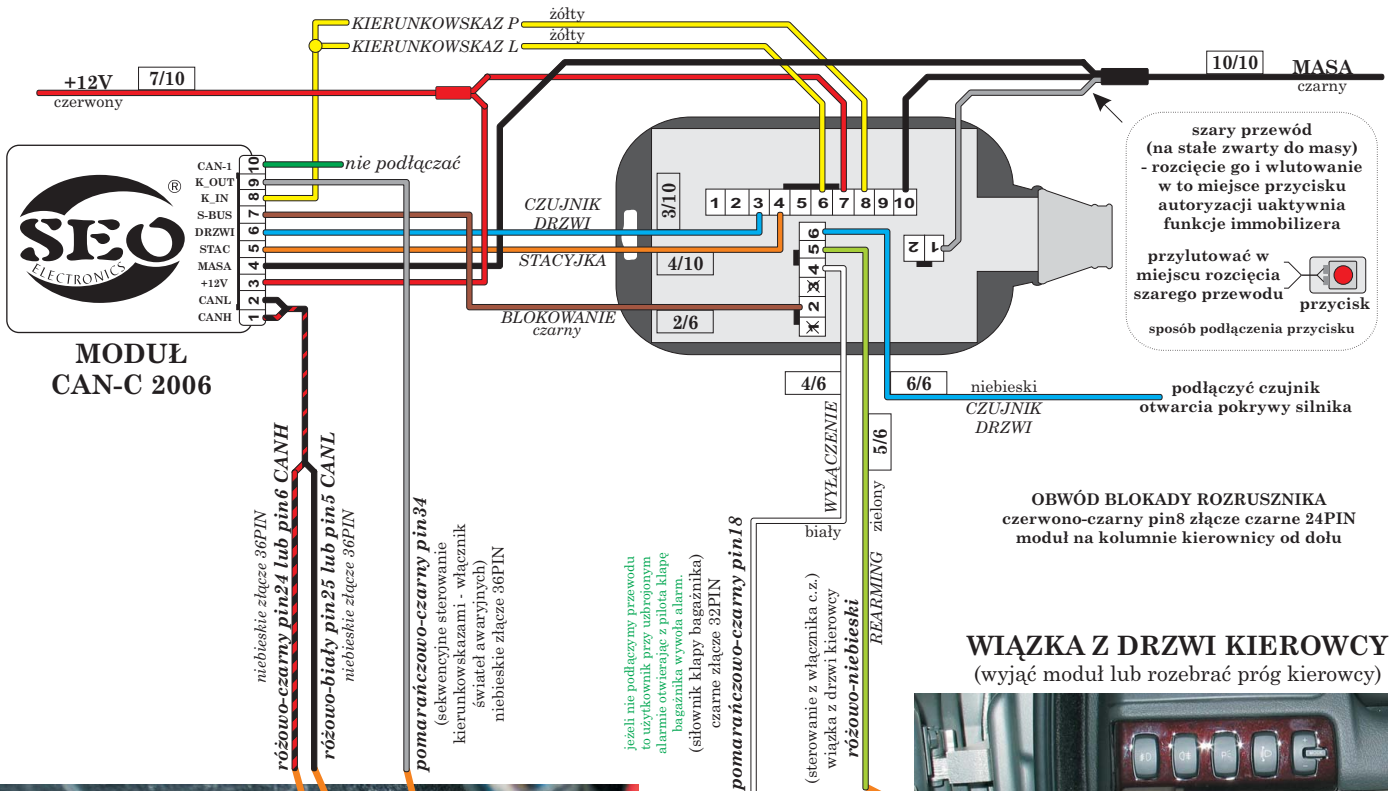 KIERUNKOWSKAZ P
żółty
KIERUNKOWSKAZ L
żółty
+12V
czerwony
7/10
10/10
MASA
czarny
SEO
ELECTRONICS
®
CAN-1
K_OUT
K_IN
S-BUS
DRZWI
STAC
MASA
+12V
CANL
CANH
10
9
8
7
6
5
4
3
2
1
MODUŁ
CAN-C 2006
nie podłączać
CZUJNIK
DRZWI
3/10
STACYJKA
4/10
BLOKOWANIE
czarny
2/6
1 2 3 4 5 6 7 8 9 10
6
5
4
3
2
1
2 1
szary przewód
(na stałe zwarty do masy)
- rozcięcie go i wlutowanie
w to miejsce przycisku
autoryzacji uaktywnia
funkcje immobilizera
przylutować w
miejscu rozcięcia
szarego przewodu
przycisk
sposób podłączenia przycisku
4/6
6/6
niebieski
CZUJNIK
DRZWI
podłączyć czujnik
otwarcia pokrywy silnika
WYŁĄCZENIE
biały
5/6
zielony
REARMING
OBWÓD BLOKADY ROZRUSZNIKA
czerwono-czarny pin8 złącze czarne 24PIN
moduł na kolumnie kierownicy od dołu
niebieskie złącze 36PIN
różowo-czarny pin24 lub pin6 CANH
różowo-biały pin25 lub pin5 CANL
niebieskie złącze 36PIN
pomarańczowo-czarny pin34
(sekwencyjne sterowanie
kierunkowskazami - włącznik
świateł awaryjnych)
niebieskie złącze 36PIN
jeżeli nie podłączymy przewodu
to użytkownik przy uzbrojonym
alarmie otwierając z pilota klapę
bagażnika wywoła alarm.
(siłownik klapy bagażnika)
czarne złącze 32PIN
pomarańczowo-czarny pin18
(sterowanie z włącznika c.z.)
wiązka z drzwi kierowcy
różowo-niebieski
WIĄZKA Z DRZWI KIEROWCY
(wyjąć moduł lub rozebrać próg kierowcy)